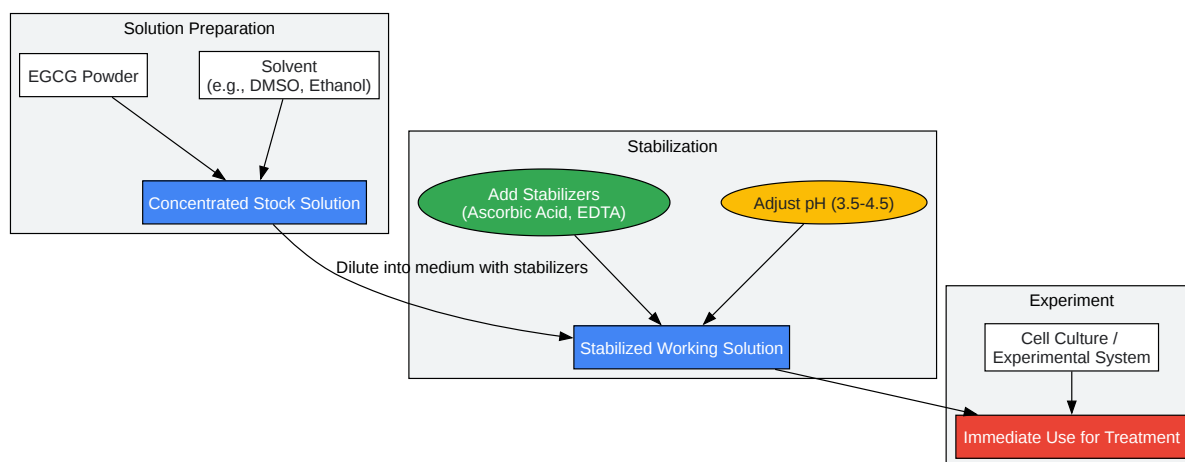 Solution Preparation
EGCG Powder
Solvent
(e.g., DMSO, Ethanol)
Concentrated Stock Solution
Stabilization
Add Stabilizers
(Ascorbic Acid, EDTA)
Adjust pH (3.5-4.5)
Dilute into medium with stabilizers
Stabilized Working Solution
Experiment
Cell Culture /
Experimental System
Immediate Use for Treatment